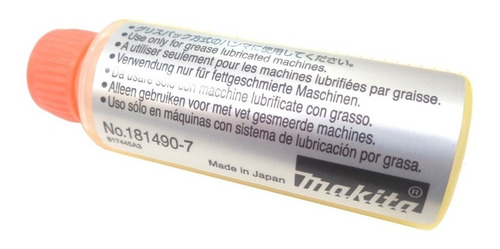 •グリスパック方式のハンマに使用してください。
•Use only for grease lubricated machines.
•A utiliser seulement pour les machines lubrifiées par graisse.
•Verwendung nur für fettgeschmierte Maschinen.
•Da usare solo con macchine lubrificate con grasso.
•Alleen gebruiken voor met vet gesmeerde machines.
•Uso sólo en máquinas con sistema de lubricación por grasa.
No.181490-7
817445A3
Made in Japan
makita®